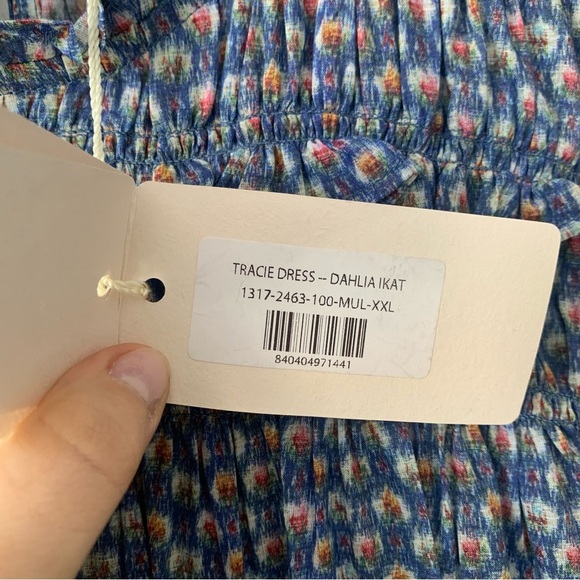 TRACIE DRESS -- DAHLIA IKAT
1317-2463-100-MUL-XXL
840404971441